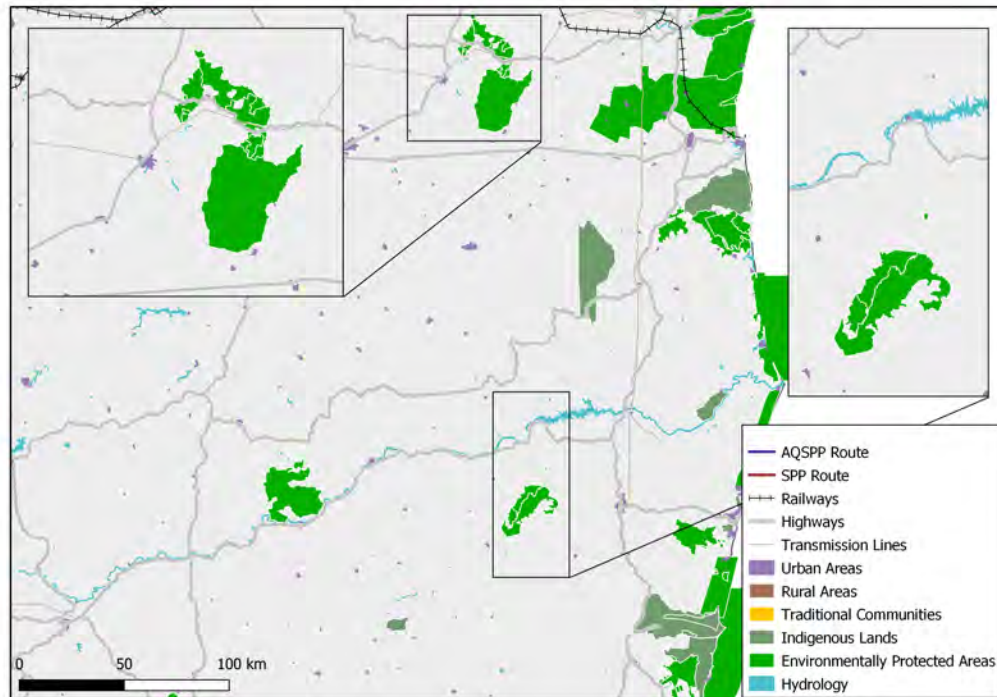 AQSPP Route
SPP Route
Railways
Highways
Transmission Lines
Urban Areas
Rural Areas
Traditional Communities
Indigenous Lands
Environmentally Protected Areas
Hydrology
0 50 100 km